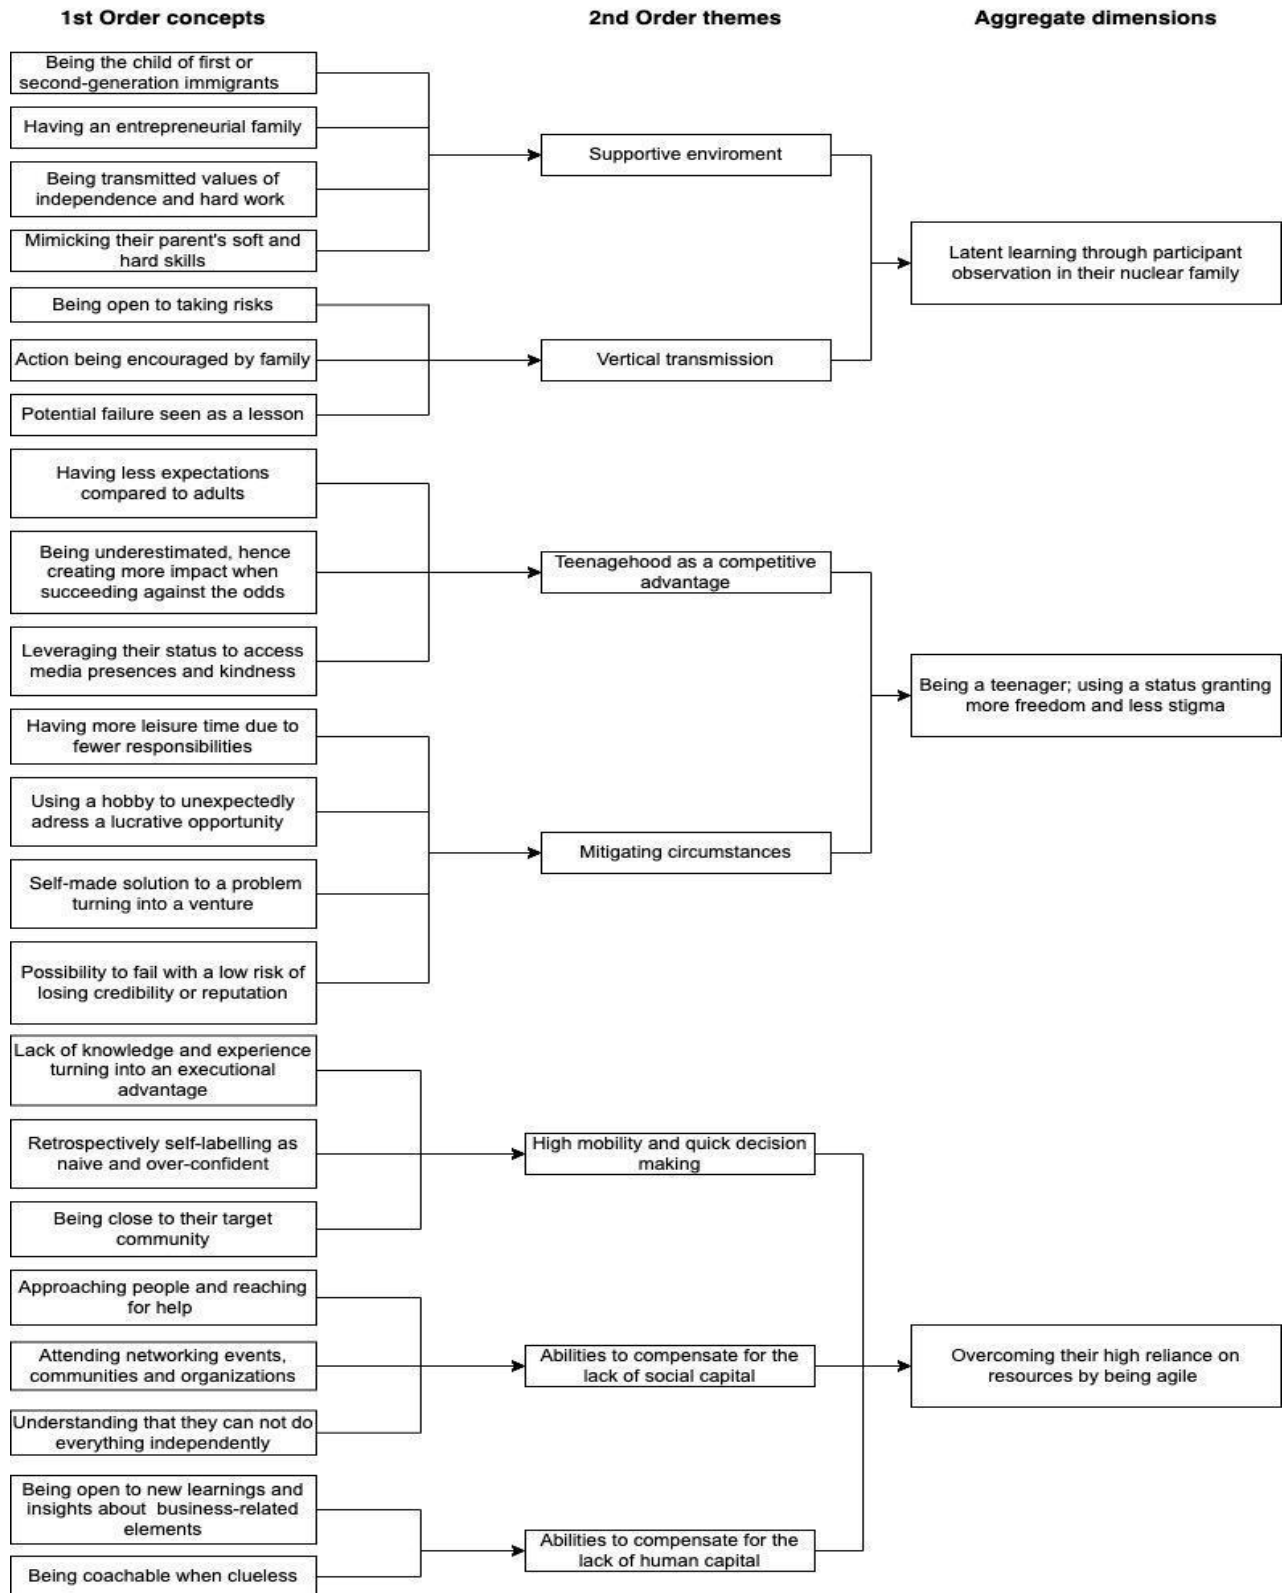 1st Order concepts
2nd Order themes
Aggregate dimensions
Being the child of first or
second-generation immigrants
Having an entrepreneurial family
Being transmitted values of
independence and hard work
Mimicking their parent's soft and
hard skills
Supportive enviroment
Being open to taking risks
Action being encouraged by family
Potential failure seen as a lesson
Vertical transmission
Latent learning through participant
observation in their nuclear family
Having less expectations
compared to adults
Being underestimated, hence
creating more impact when
succeeding against the odds
Leveraging their status to access
media presences and kindness
Teenagehood as a competitive
advantage
Having more leisure time due to
fewer responsibilities
Using a hobby to unexpectedly
adress a lucrative opportunity
Self-made solution to a problem
turning into a venture
Possibility to fail with a low risk of
losing credibility or reputation
Mitigating circumstances
Being a teenager; using a status granting
more freedom and less stigma
Lack of knowledge and experience
turning into an executional
advantage
Retrospectively self-labelling as
naive and over-confident
Being close to their target
community
High mobility and quick decision
making
Approaching people and reaching
for help
Attending networking events,
communities and organizations
Understanding that they can not do
everything independently
Abilities to compensate for the
lack of social capital
Being open to new learnings and
insights about business-related
elements
Being coachable when clueless
Abilities to compensate for the
lack of human capital
Overcoming their high reliance on
resources by being agile